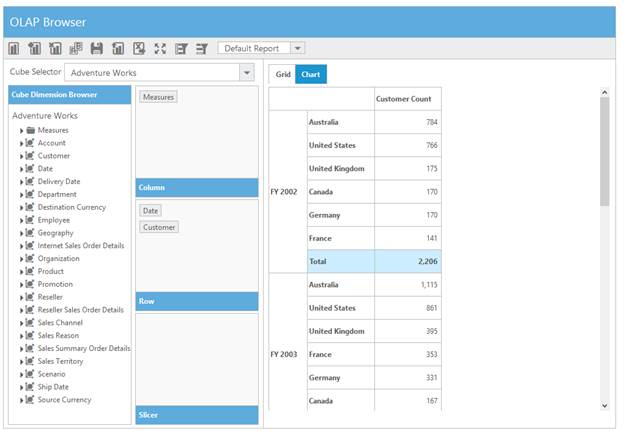 OLAP Browser
Default Report
Cube Selector
Adventure Works
Cube Dimension Browser
Adventure Works
Measures
Account
Customer
Date
Delivery Date
Department
Destination Currency
Employee
Geography
Internet Sales Order Details
Organization
Product
Promotion
Reseller
Reseller Sales Order Details
Sales Channel
Sales Reason
Sales Summary Order Details
Sales Territory
Scenario
Ship Date
Source Currency
Measures
Column
Date
Customer
Row
Slicer
Grid Chart
Customer Count
FY 2002
Australia 784
United States 766
United Kingdom 175
Canada 170
Germany 170
France 141
Total 2,206
FY 2003
Australia 1,115
United States 861
United Kingdom 395
France 353
Germany 331
Canada 167